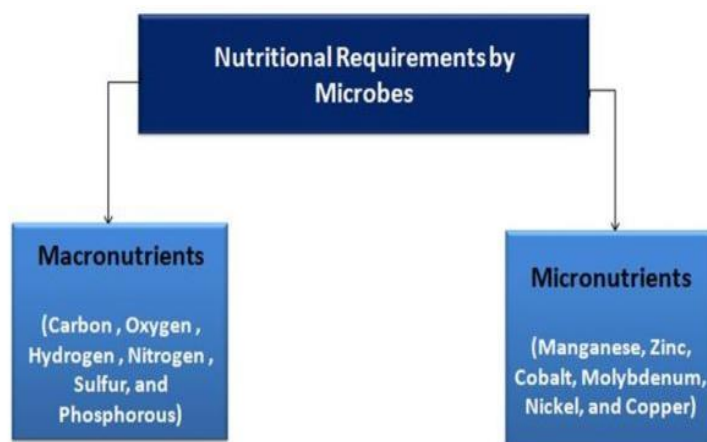 Nutritional Requirements by
Microbes
Macronutrients
(Carbon , Oxygen ,
Hydrogen , Nitrogen ,
Sulfur, and
Phosphorous)
Micronutrients
(Manganese, Zinc,
Cobalt, Molybdenum,
Nickel, and Copper)